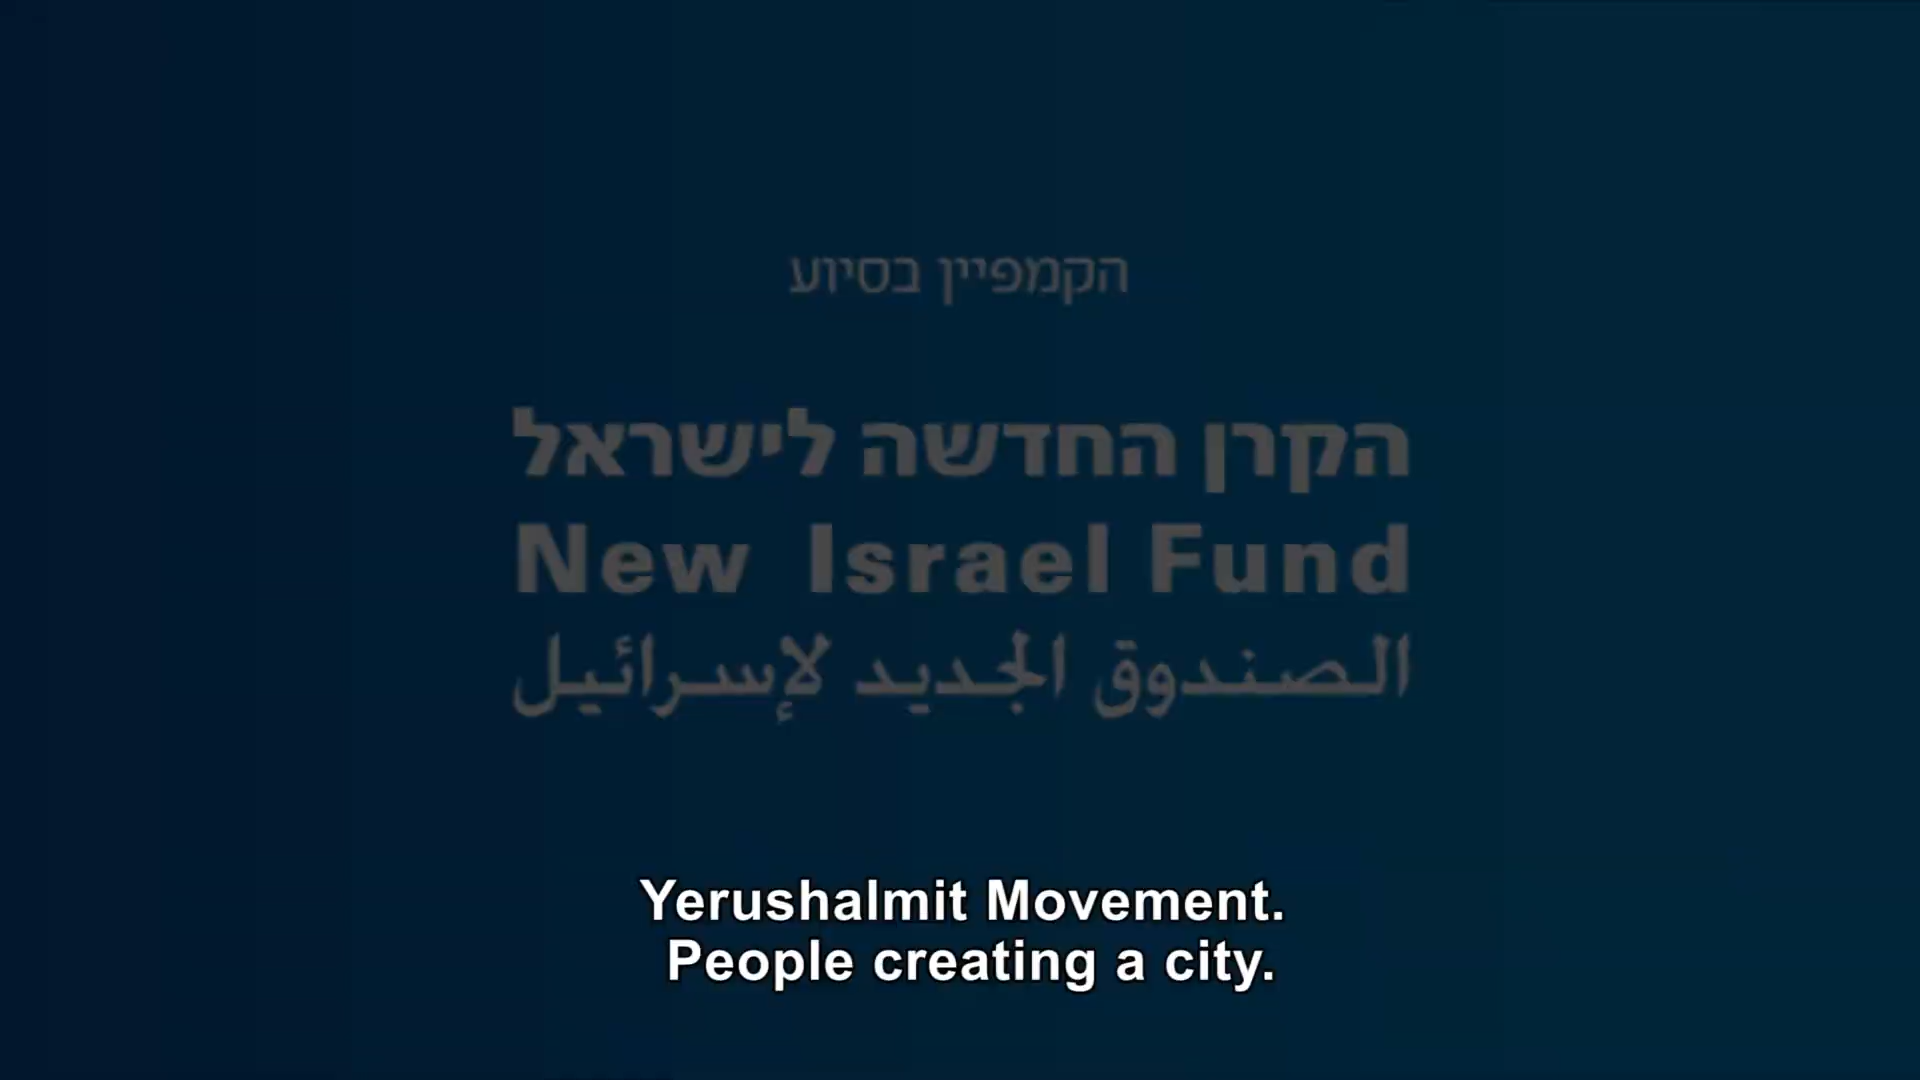 הקמפיין בסיוע
הקרן החדשה לישראל
New Israel Fund
الصندوق الجديد لإسرائيل
Yerushalmit Movement.
People creating a city.